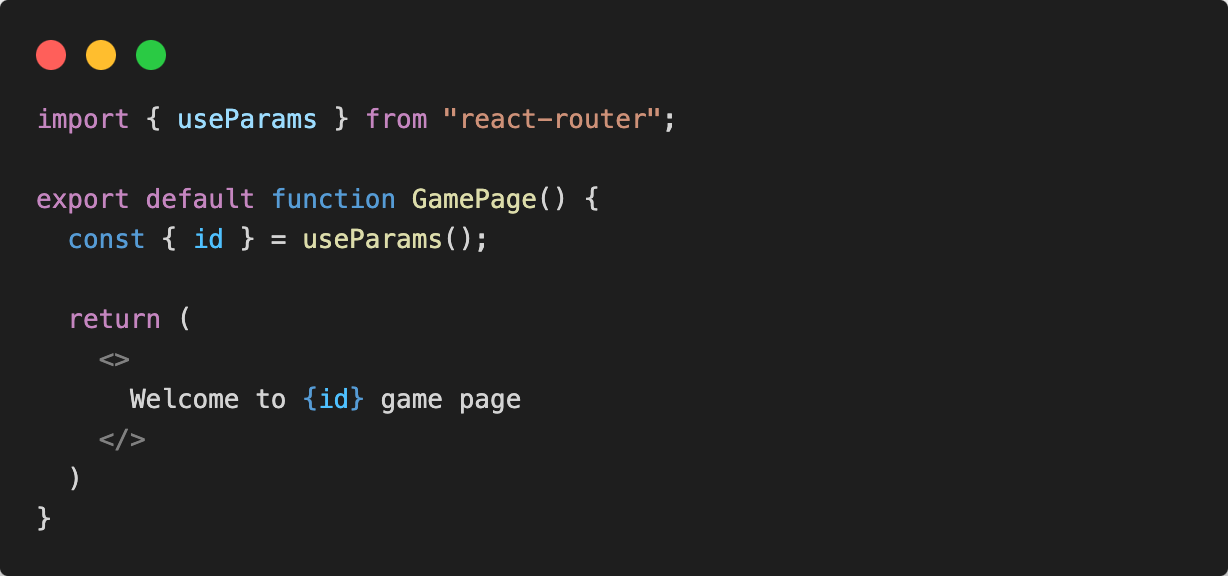 import { useParams } from "react-router";
export default function GamePage() {
const { id } = useParams();
return (
<>
Welcome to {id} game page
</>
)
}